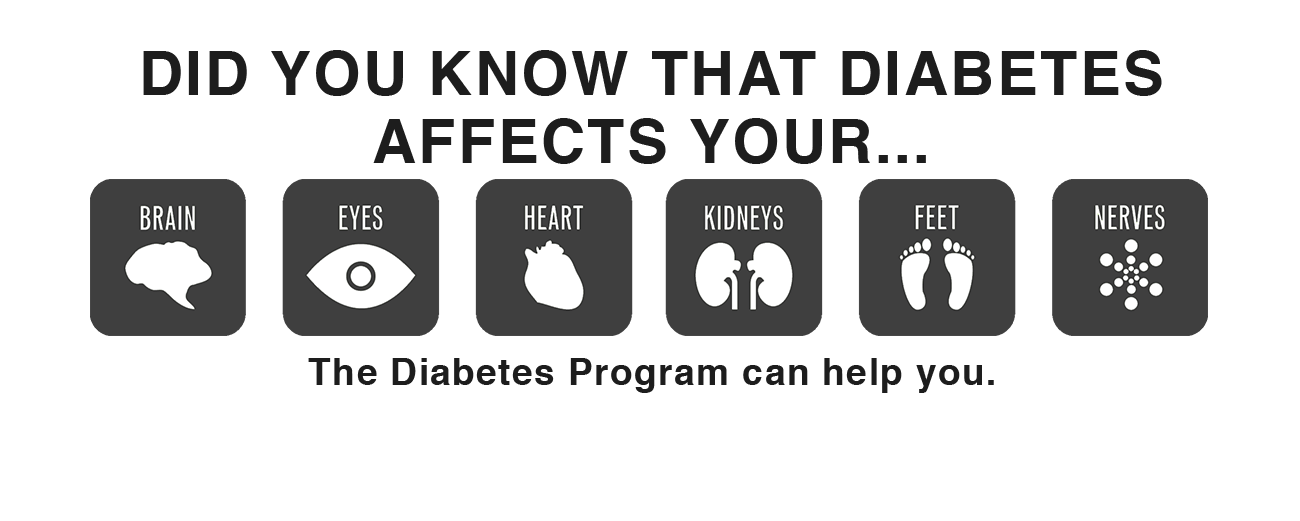 DID YOU KNOW THAT DIABETES
AFFECTS YOUR...
BRAIN EYES HEART KIDNEYS FEET NERVES
The Diabetes Program can help you.